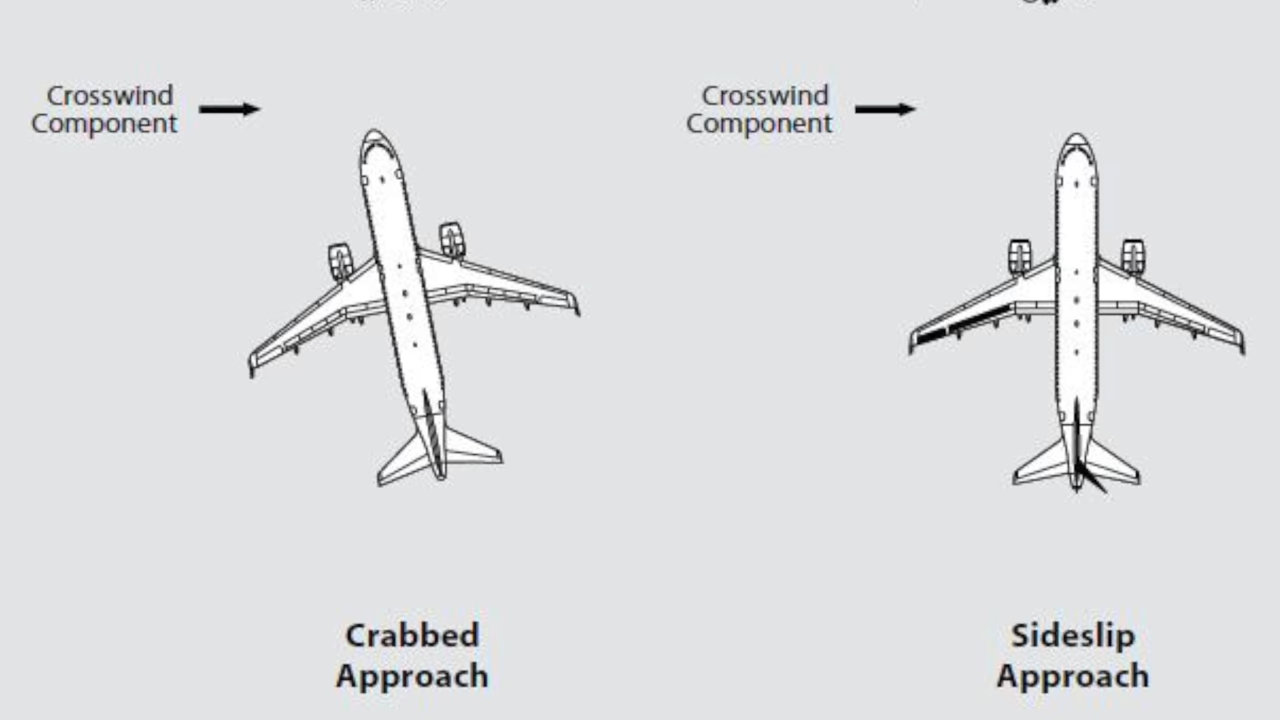 Crosswind
Component
Crosswind
Component
Crabbed
Approach
Sideslip
Approach